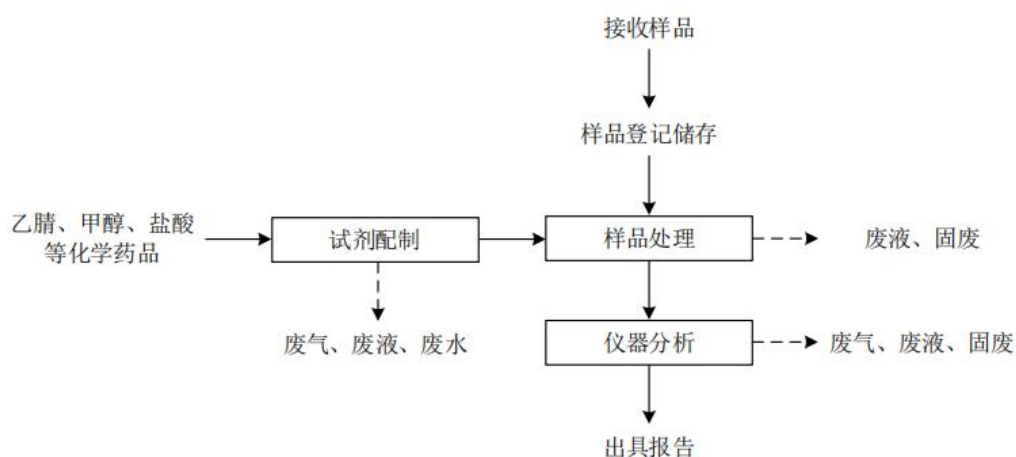 接收样品
样品登记储存
乙腈、甲醇、盐酸
等化学药品
试剂配制
样品处理
废液、固废
废气、废液、废水
仪器分析
废气、废液、固废
出具报告